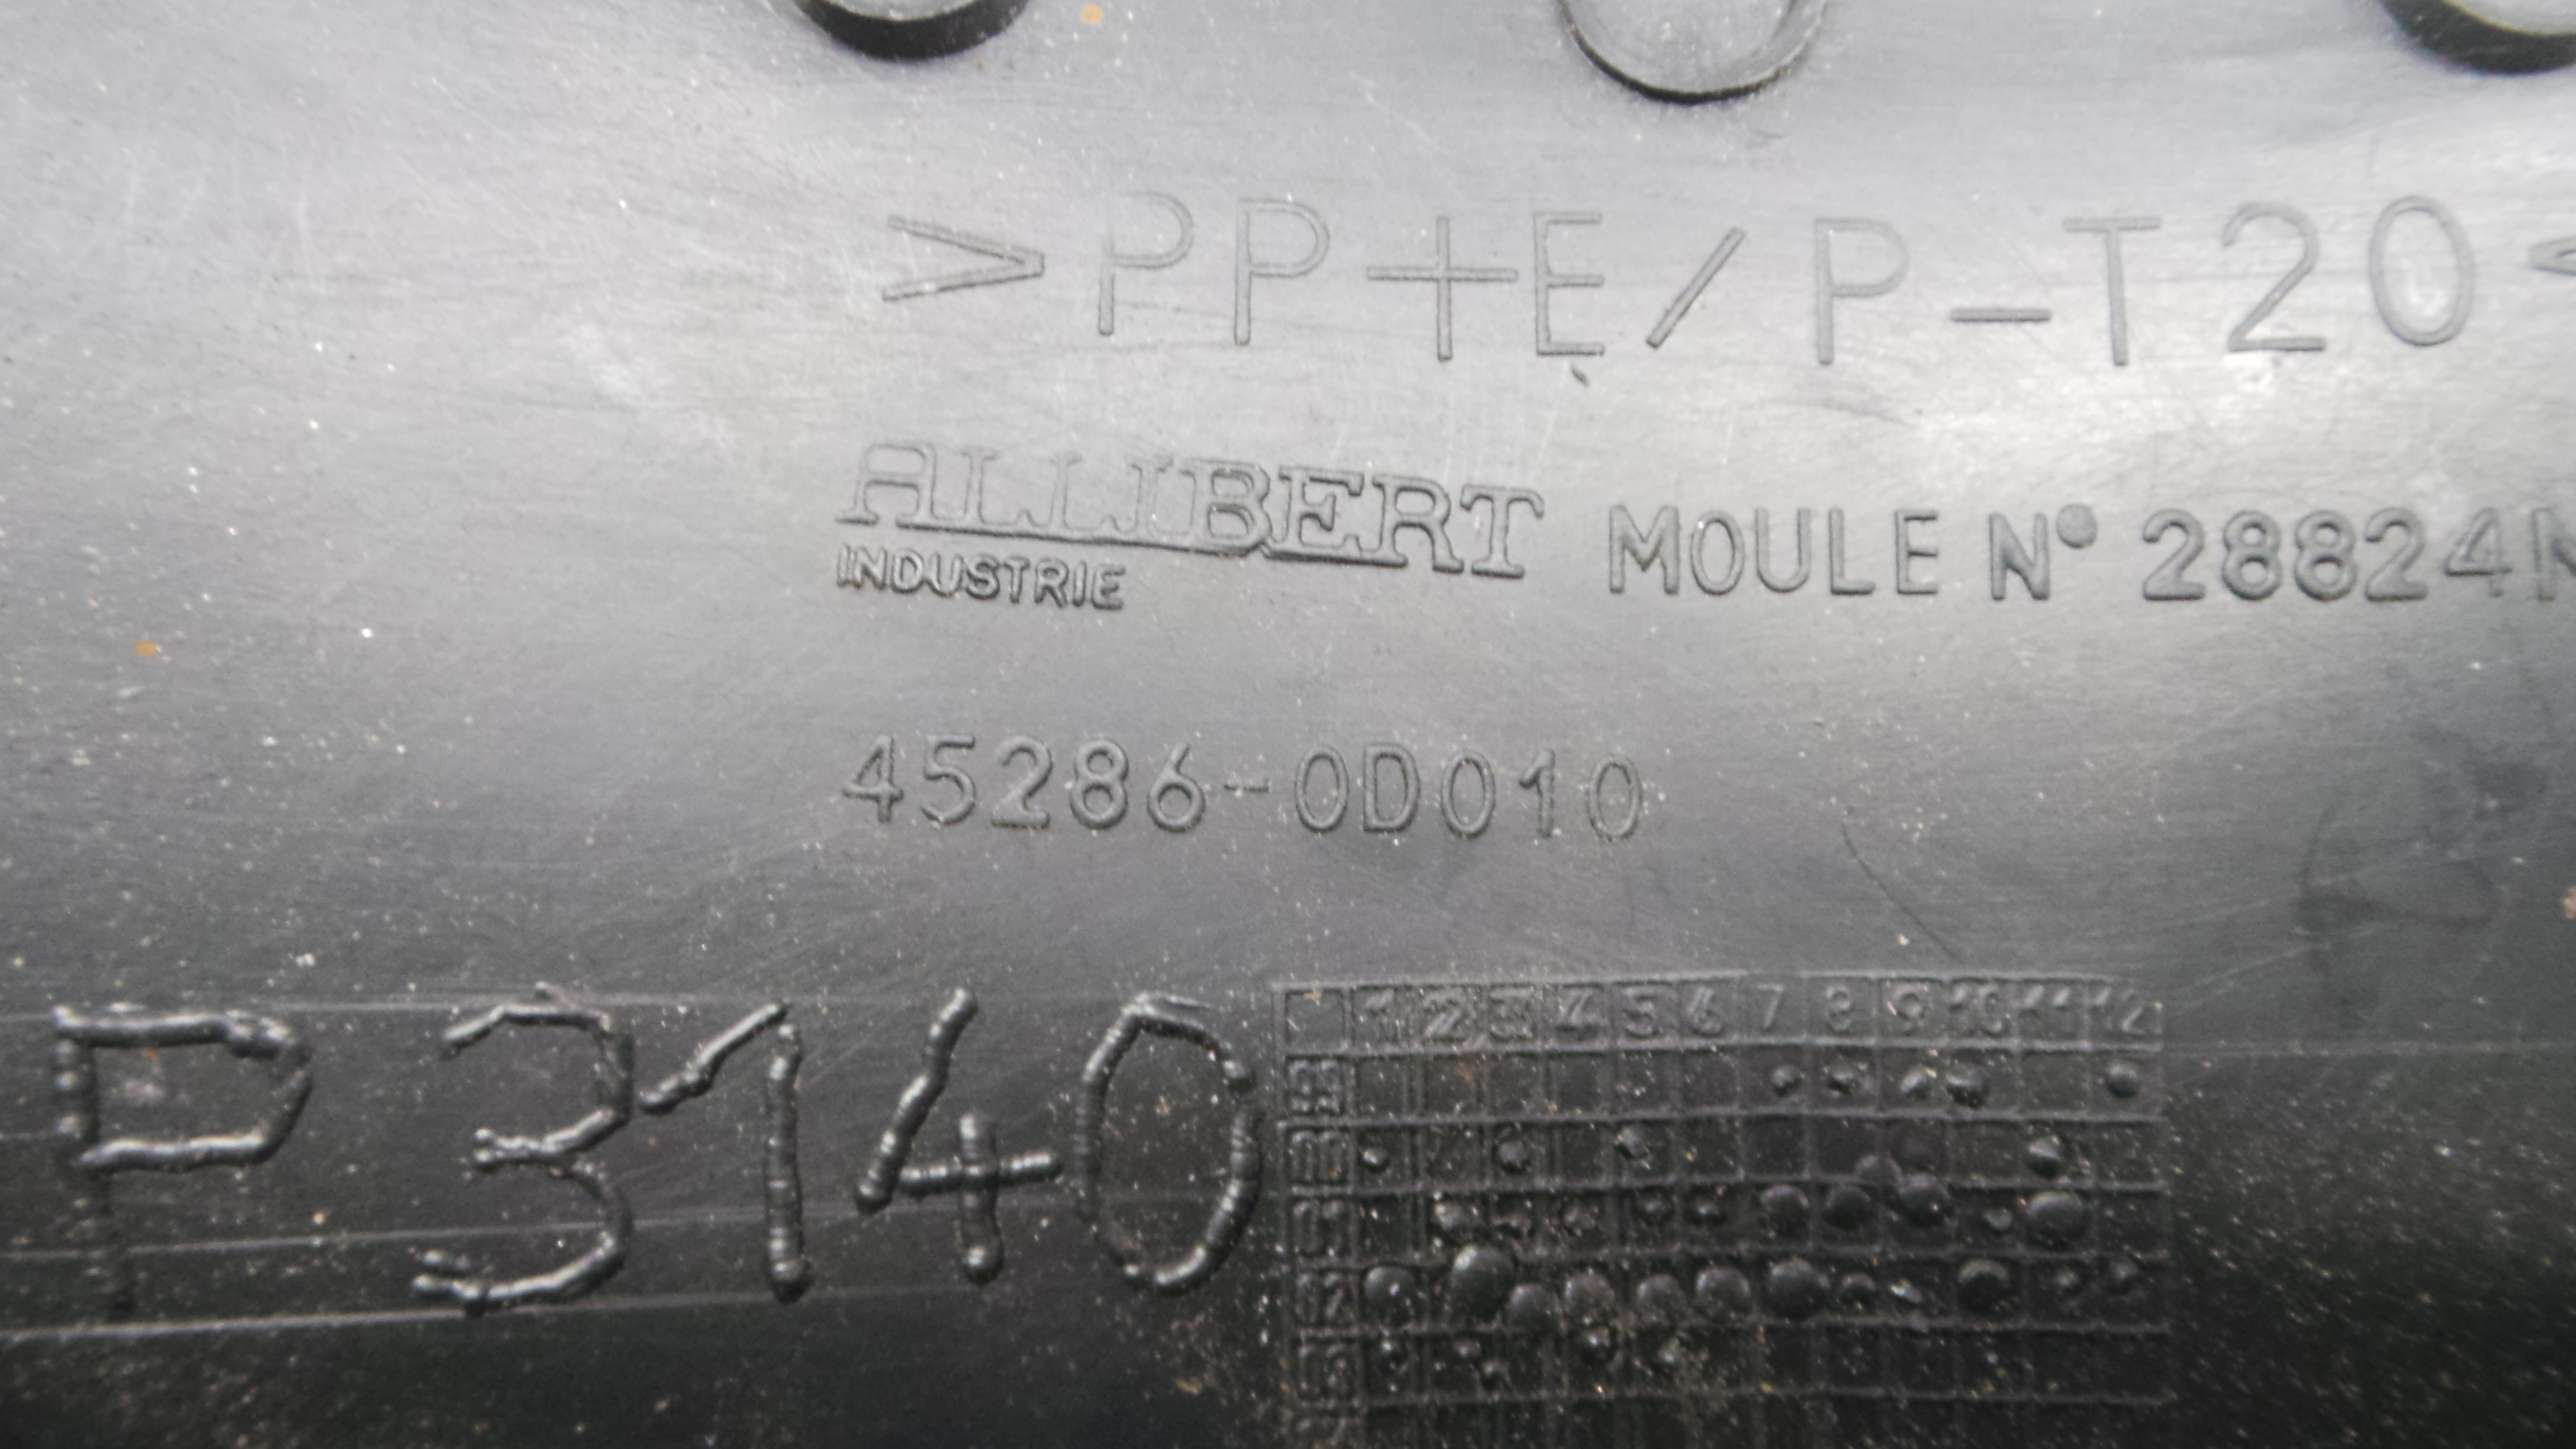 >PP+E/P-T20<
ALLIBERT
INDUSTRIE
MOULE N° 28824
45286-0D010
P 3140
1 2 3 4 5 6 7 8 9 10 11 12
99
00
01
02
03